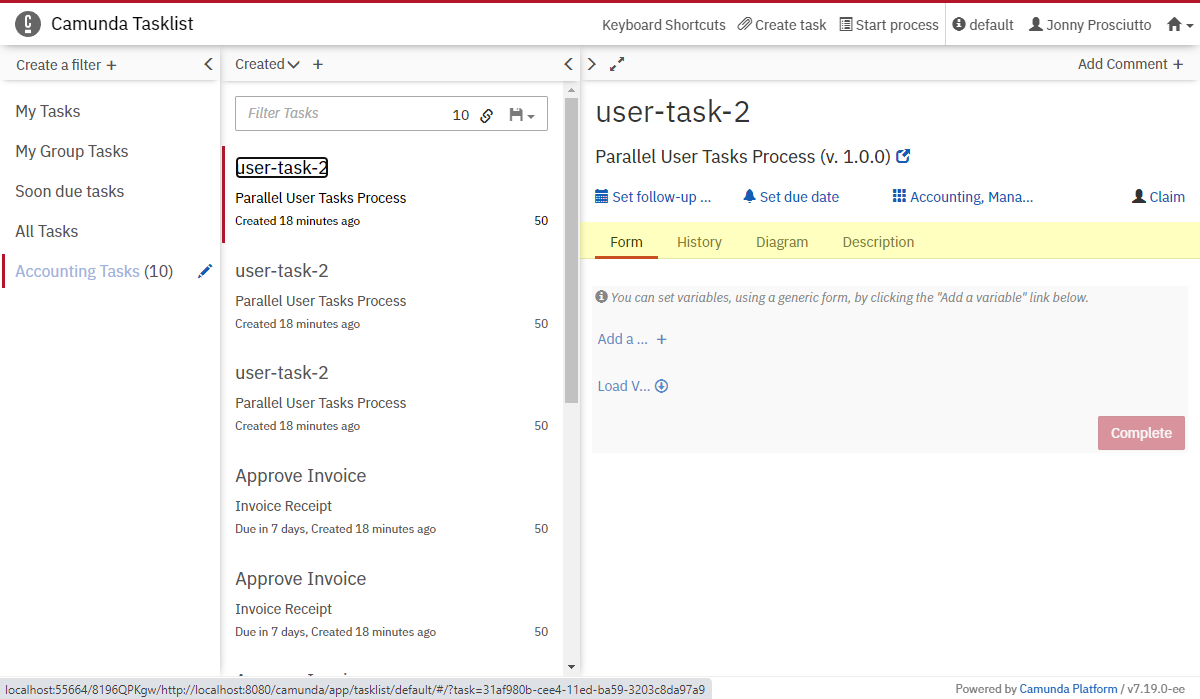 Camunda Tasklist
Keyboard Shortcuts Create task Start process default Jonny Prosciutto
Create a filter +
My Tasks
My Group Tasks
Soon due tasks
All Tasks
Accounting Tasks (10)
Created +
Filter Tasks 10
user-task-2
Parallel User Tasks Process
Created 18 minutes ago 50
user-task-2
Parallel User Tasks Process
Created 18 minutes ago 50
user-task-2
Parallel User Tasks Process
Created 18 minutes ago 50
Approve Invoice
Invoice Receipt
Due in 7 days, Created 18 minutes ago 50
Approve Invoice
Invoice Receipt
Due in 7 days, Created 18 minutes ago 50
Add Comment +
user-task-2
Parallel User Tasks Process (v. 1.0.0)
Set follow-up ... Set due date Accounting, Mana... Claim
Form History Diagram Description
You can set variables, using a generic form, by clicking the "Add a variable" link below.
Add a ... +
Load V...
Complete
localhost:55664/8196QPKgw/http://localhost:8080/camunda/app/tasklist/default/#/?task=31af980b-cee4-11ed-ba59-3203c8da97a9
Powered by Camunda Platform / v7.19.0-ee